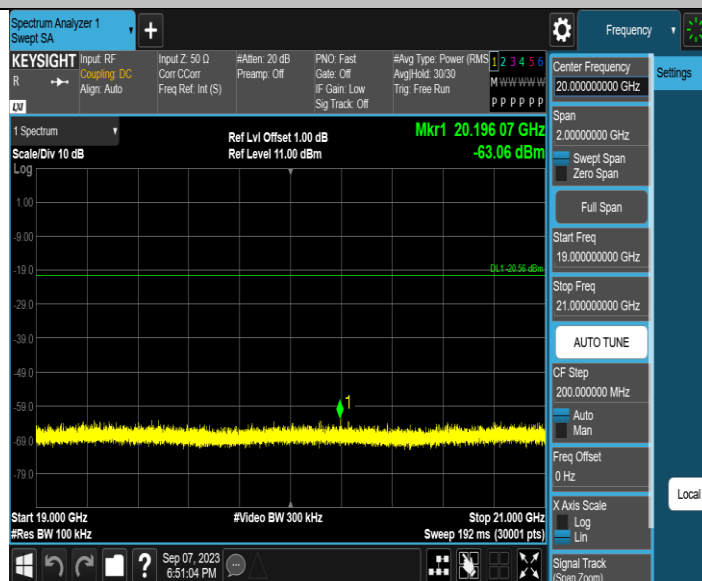 Spectrum Analyzer 1
Swept SA
+
Frequency
KEYSIGHT
R
LXI
Input: RF
Coupling: DC
Align: Auto
Input Z: 50 Ω
Corr CCorr
Freq Ref: Int (S)
#Atten: 20 dB
Preamp: Off
PNO: Fast
Gate: Off
IF Gain: Low
Sig Track: Off
#Avg Type: Power (RMS
Avg|Hold: 30/30
Trig: Free Run
1 2 3 4 5 6
M W W W W W
P P P P P P
1 Spectrum
Scale/Div 10 dB
Log
Ref Lvl Offset 1.00 dB
Ref Level 11.00 dBm
Mkr1 20.196 07 GHz
-63.06 dBm
1.00
-9.00
-19.0
-29.0
-39.0
-49.0
-59.0
-69.0
-79.0
DL1 -20.56 dBm
1
Start 19.000 GHz
#Res BW 100 kHz
#Video BW 300 kHz
Stop 21.000 GHz
Sweep 192 ms (30001 pts)
?
Sep 07, 2023
6:51:04 PM
Center Frequency
20.000000000 GHz
Span
2.00000000 GHz
Swept Span
Zero Span
Full Span
Start Freq
19.000000000 GHz
Stop Freq
21.000000000 GHz
AUTO TUNE
CF Step
200.000000 MHz
Auto
Man
Freq Offset
0 Hz
X Axis Scale
Log
Lin
Signal Track
(Span Zoom)
Settings
Local